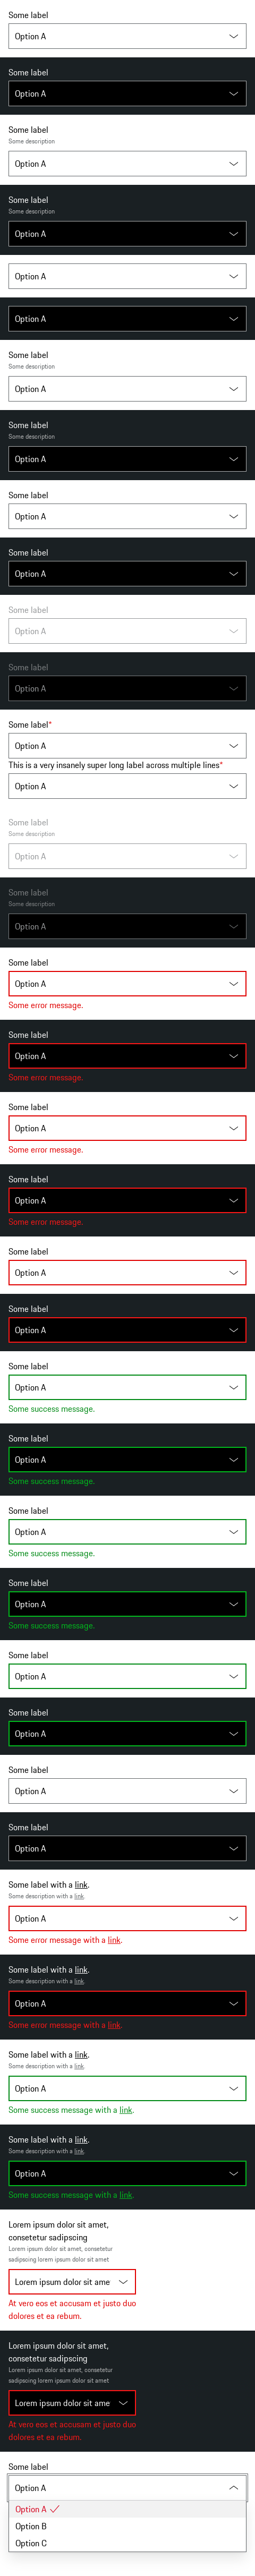 Some label
Option A
Some label
Option A
Some label
Some description
Option A
Some label
Some description
Option A
Option A
Option A
Some label
Some description
Option A
Some label
Some description
Option A
Some label
Option A
Some label
Option A
Some label
Option A
Some label
Option A
Some label*
Option A
This is a very insanely super long label across multiple lines*
Option A
Some label
Some description
Option A
Some label
Some description
Option A
Some label
Option A
Some error message.
Some label
Option A
Some error message.
Some label
Option A
Some error message.
Some label
Option A
Some error message.
Some label
Option A
Some label
Option A
Some label
Option A
Some success message.
Some label
Option A
Some success message.
Some label
Option A
Some success message.
Some label
Option A
Some success message.
Some label
Option A
Some label
Option A
Some label
Option A
Some label
Option A
Some label with a link.
Some description with a link.
Option A
Some error message with a link.
Some label with a link.
Some description with a link.
Option A
Some error message with a link.
Some label with a link.
Some description with a link.
Option A
Some success message with a link.
Some label with a link.
Some description with a link.
Option A
Some success message with a link.
Lorem ipsum dolor sit amet,
consetetur sadipscing
Lorem ipsum dolor sit amet, consetetur
sadipscing lorem ipsum dolor sit amet
Lorem ipsum dolor sit ame
At vero eos et accusam et justo duo
dolores et ea rebum.
Lorem ipsum dolor sit amet,
consetetur sadipscing
Lorem ipsum dolor sit amet, consetetur
sadipscing lorem ipsum dolor sit amet
Lorem ipsum dolor sit ame
At vero eos et accusam et justo duo
dolores et ea rebum.
Some label
Option A
Option A
Option B
Option C